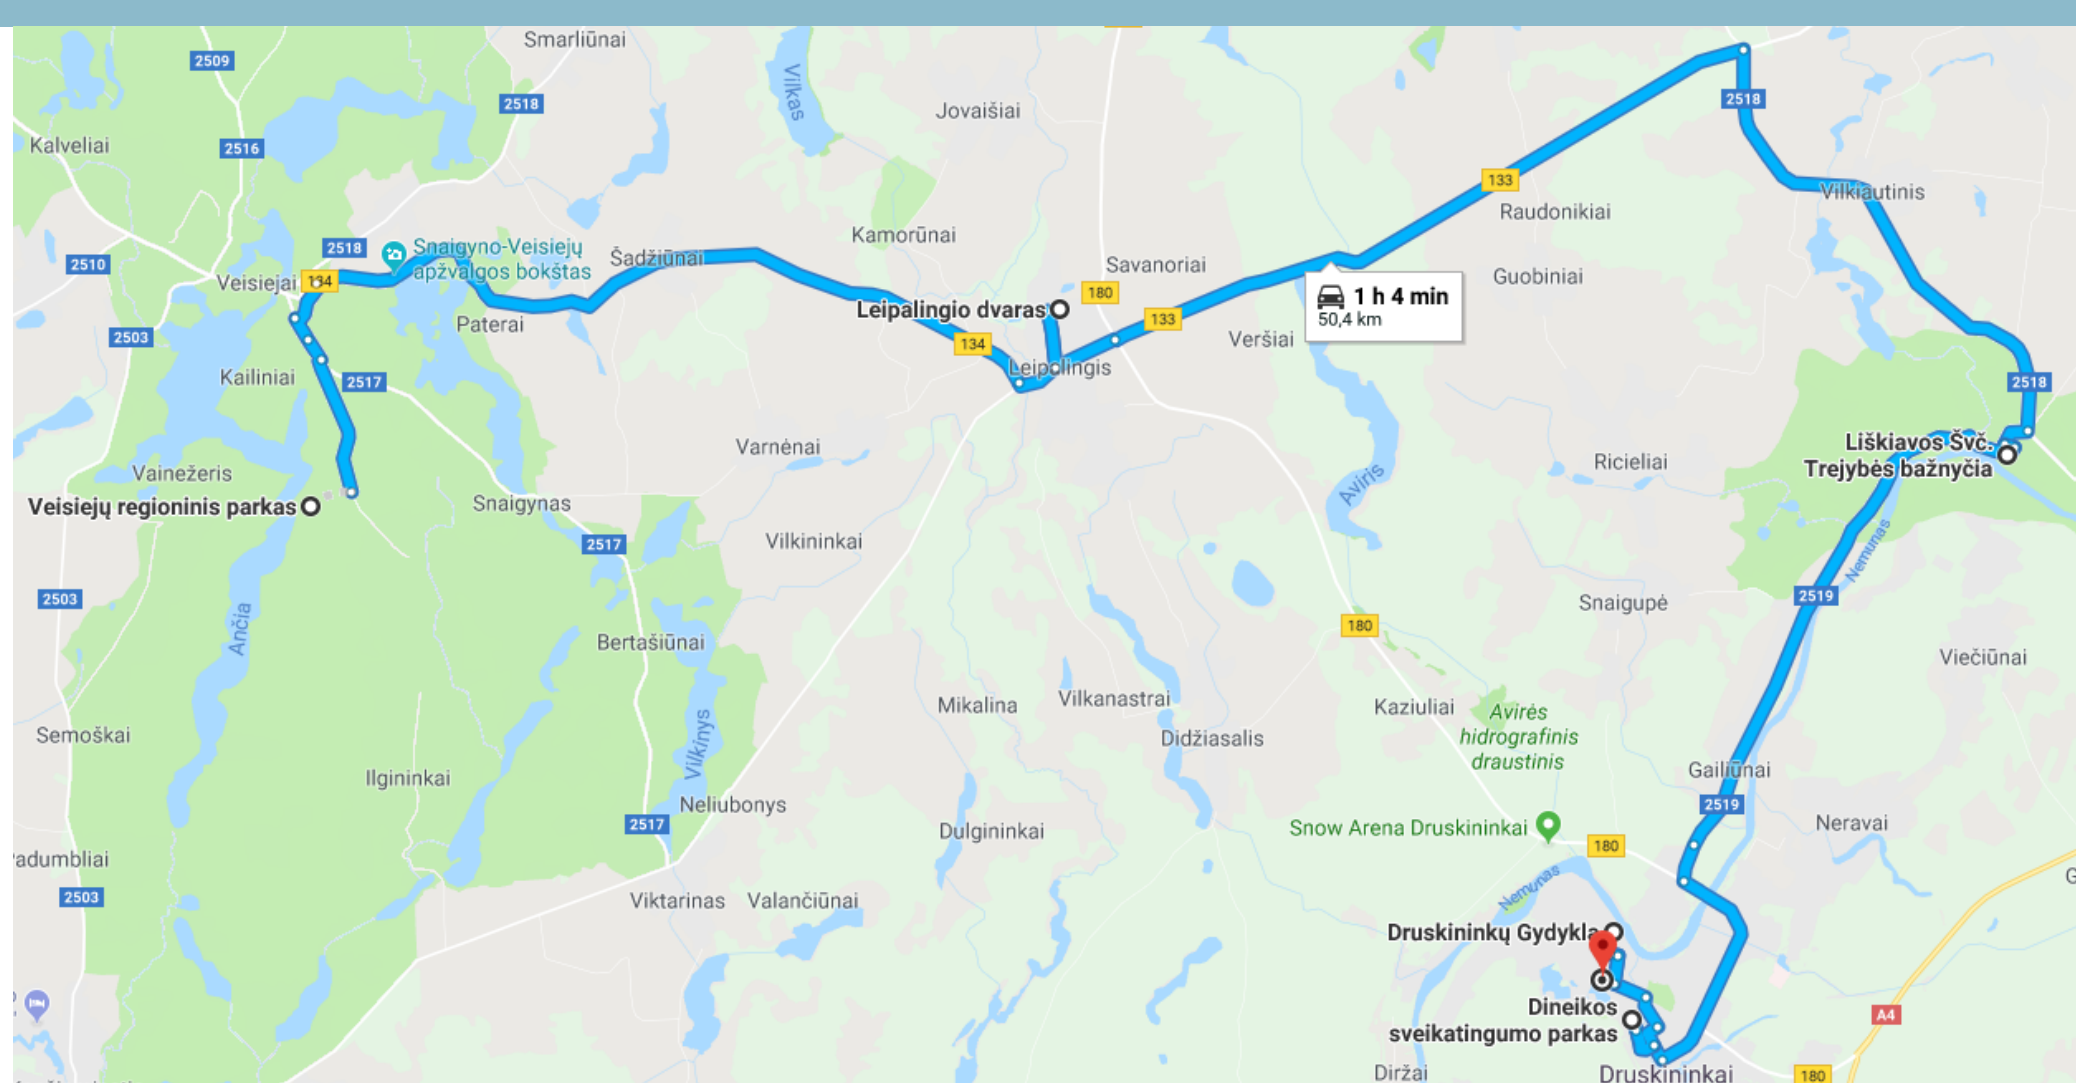 Smarliūnai
2509
Vilkas
2518
2518
Jovaišiai
Kalveliai
2516
133
Raudonikiai
Vilkiautinis
Kamorūnai
Snaigyno-Veisiejų
apžvalgos bokštas
2518
Šadžiūnai
2510
Savanoriai
Guobiniai
Veisiejai
134
180
1 h 4 min
50,4 km
Leipalingio dvaras
133
Paterai
2503
134
Veršiai
Leipalingis
Kailiniai
2517
2518
Varnėnai
Liškiavos Švč.
Trejybės bažnyčia
Ricieliai
Vainežeris
Aviris
Veisiejų regioninis parkas
Snaigynas
2517
Vilkininkai
Nemunas
2503
2519
Snaigupė
Ančia
180
Bertašiūnai
Viečiūnai
Vilkanastrai
Mikalina
Kaziuliai
Avirės
hidrografinis
draustinis
Semoškai
Vilkinys
Didžiasalis
Ilgininkai
Gailiūnai
Neliubonys
2519
2517
Dulgininkai
Snow Arena Druskininkai
Neravai
180
adumbliai
2503
Nemunas
Viktarinas
Valančiūnai
Druskininkų Gydykla
Dineikos
sveikatingumo parkas
A4
Diržai
Druskininkai
180